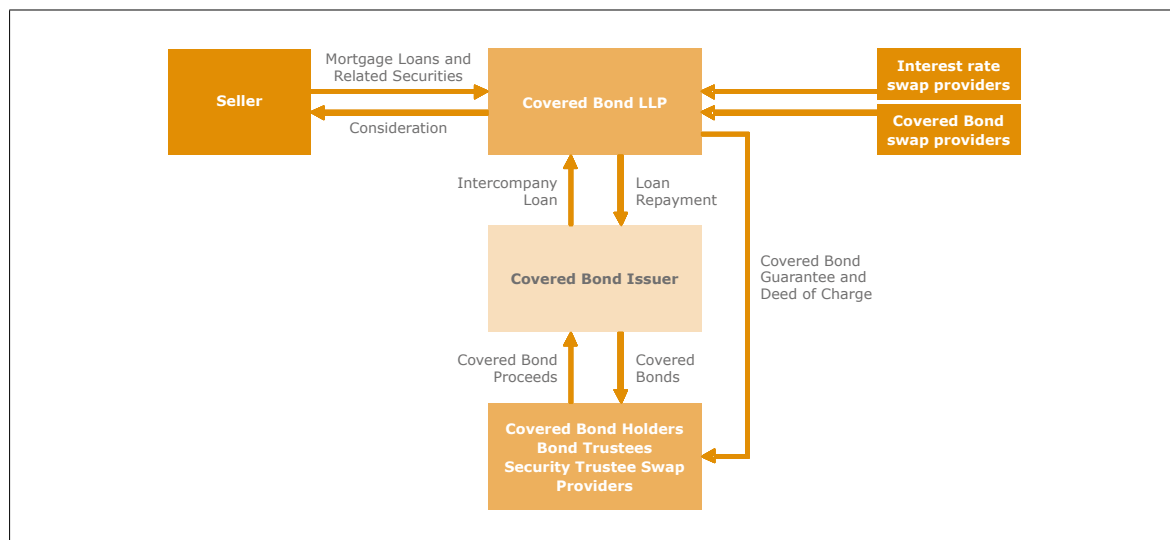 Mortgage Loans and
Related Securities
Seller
Consideration
Covered Bond LLP
Interest rate
swap providers
Covered Bond
swap providers
Intercompany
Loan
Loan
Repayment
Covered Bond Issuer
Covered Bond
Guarantee and
Deed of Charge
Covered Bond
Proceeds
Covered
Bonds
Covered Bond Holders
Bond Trustees
Security Trustee Swap
Providers